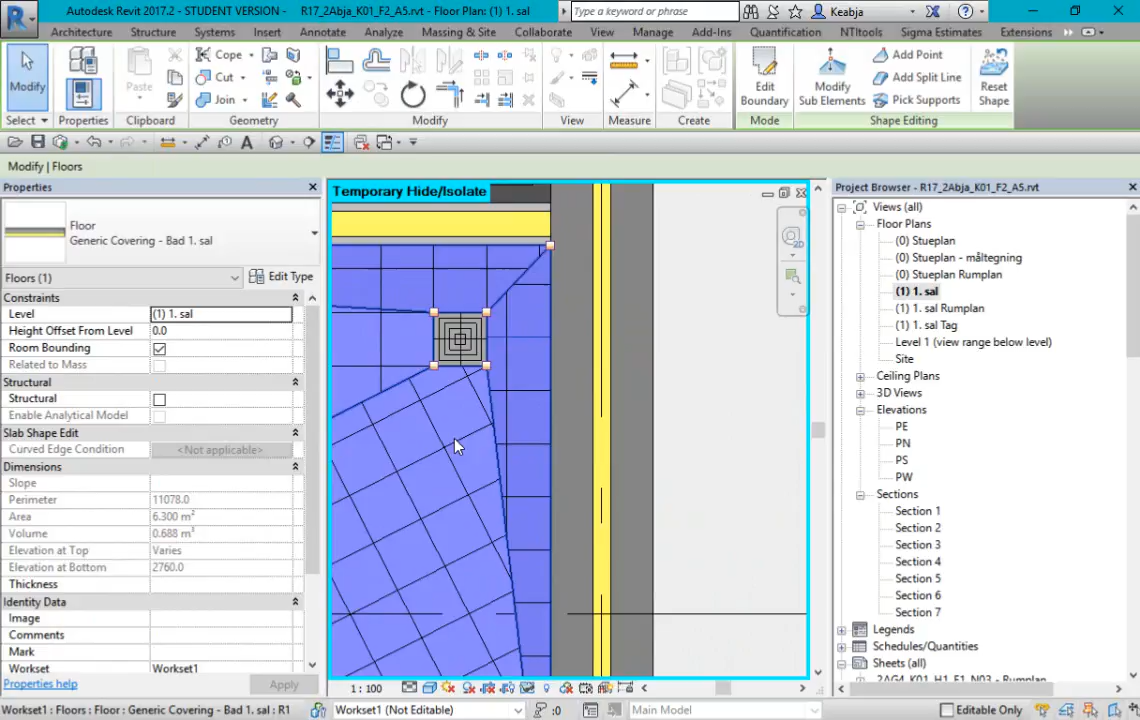 Autodesk Revit 2017.2 - STUDENT VERSION - R17_2Abja_K01_F2_A5.rvt - Floor Plan: (1) 1. sal
Type a keyword or phrase
Keabja
Architecture Structure Systems Insert Annotate Analyze Massing & Site Collaborate View Manage Add-Ins Quantification NTItools Sigma Estimates Extensions
Modify
Paste
Cope
Cut
Join
Edit
Boundary
Modify
Sub Elements
Add Point
Add Split Line
Pick Supports
Reset
Shape
Select Properties Clipboard Geometry Modify View Measure Create Mode Shape Editing
Modify | Floors
Properties
Floor
Generic Covering - Bad 1. sal
Floors (1)
Edit Type
Constraints
Level (1) 1. sal
Height Offset From Level 0.0
Room Bounding
Related to Mass
Structural
Structural
Enable Analytical Model
Slab Shape Edit
Curved Edge Condition <Not applicable>
Dimensions
Slope
Perimeter 11078.0
Area 6.300 m²
Volume 0.688 m³
Elevation at Top Varies
Elevation at Bottom 2760.0
Thickness
Identity Data
Image
Comments
Mark
Workset Workset1
Properties help
Apply
Temporary Hide/Isolate
2D
1 : 100
Project Browser - R17_2Abja_K01_F2_A5.rvt
Views (all)
Floor Plans
(0) Stueplan
(0) Stueplan - måltegning
(0) Stueplan Rumplan
(1) 1. sal
(1) 1. sal Rumplan
(1) 1. sal Tag
Level 1 (view range below level)
Site
Ceiling Plans
3D Views
Elevations
PE
PN
PS
PW
Sections
Section 1
Section 2
Section 3
Section 4
Section 5
Section 6
Section 7
Legends
Schedules/Quantities
Sheets (all)
2AG4_K01_H1_F1_N03 - Rumplan
Workset1 : Floors : Floor : Generic Covering - Bad 1. sal : R1
Workset1 (Not Editable)
:0
Main Model
Editable Only